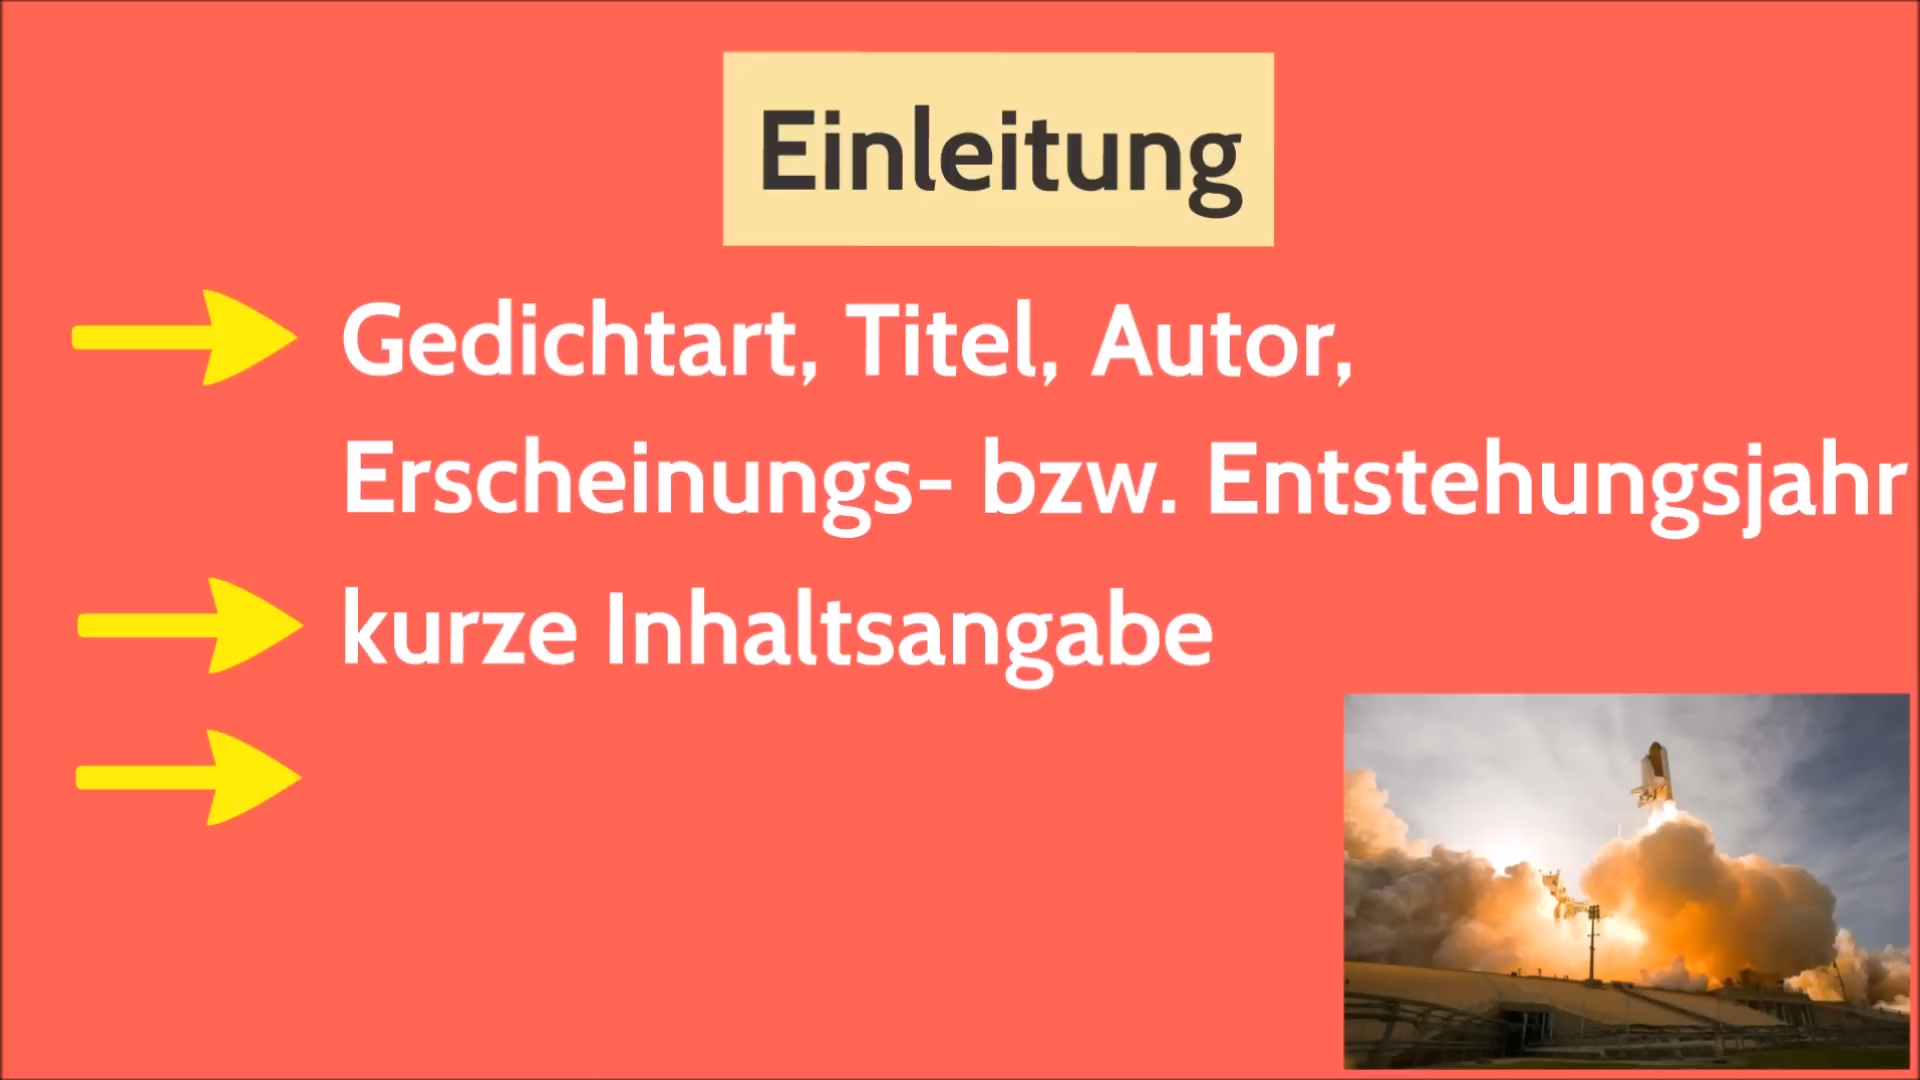 Einleitung
Gedichtart, Titel, Autor,
Erscheinungs- bzw. Entstehungsjahr
kurze Inhaltsangabe